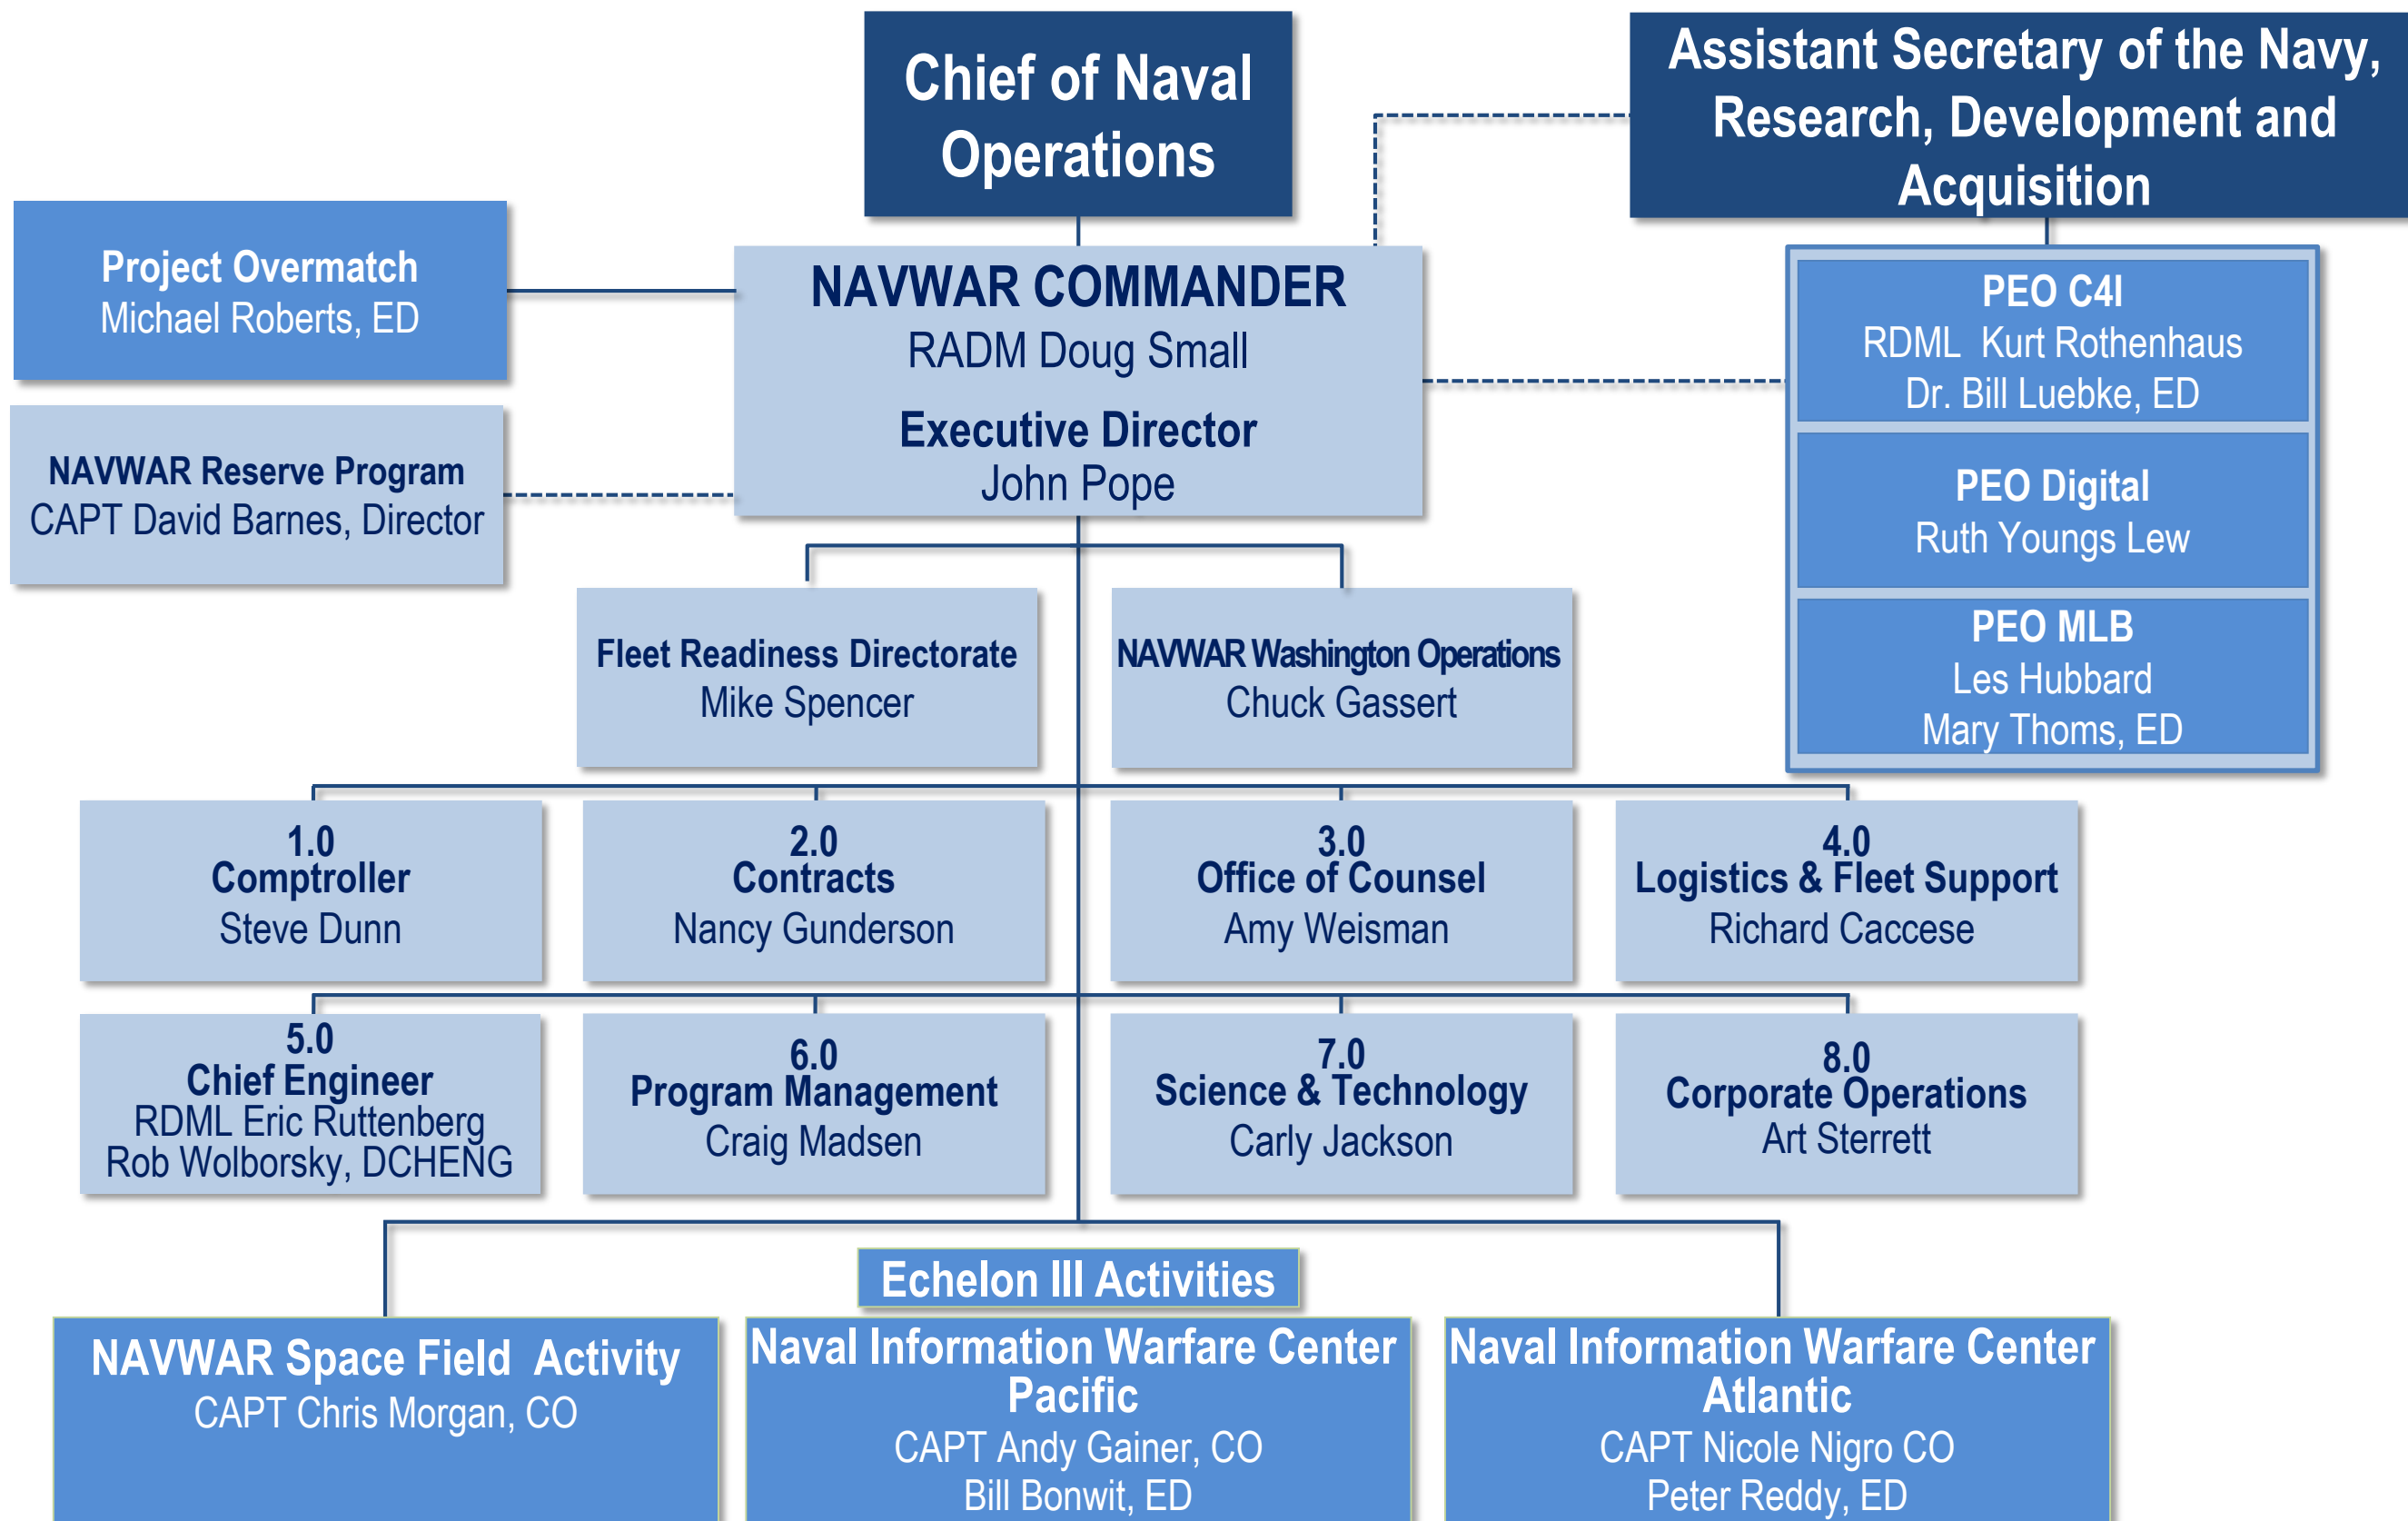 Chief of Naval
Operations
Assistant Secretary of the Navy,
Research, Development and
Acquisition
Project Overmatch
Michael Roberts, ED
NAVWAR COMMANDER
RADM Doug Small
Executive Director
John Pope
PEO C4I
RDML Kurt Rothenhaus
Dr. Bill Luebke, ED
NAVWAR Reserve Program
CAPT David Barnes, Director
PEO Digital
Ruth Youngs Lew
PEO MLB
Les Hubbard
Mary Thoms, ED
Fleet Readiness Directorate
Mike Spencer
NAVWAR Washington Operations
Chuck Gassert
1.0
Comptroller
Steve Dunn
2.0
Contracts
Nancy Gunderson
3.0
Office of Counsel
Amy Weisman
4.0
Logistics & Fleet Support
Richard Caccese
5.0
Chief Engineer
RDML Eric Ruttenberg
Rob Wolborsky, DCHENG
6.0
Program Management
Craig Madsen
7.0
Science & Technology
Carly Jackson
8.0
Corporate Operations
Art Sterrett
Echelon III Activities
NAVWAR Space Field Activity
CAPT Chris Morgan, CO
Naval Information Warfare Center
Pacific
CAPT Andy Gainer, CO
Bill Bonwit, ED
Naval Information Warfare Center
Atlantic
CAPT Nicole Nigro CO
Peter Reddy, ED